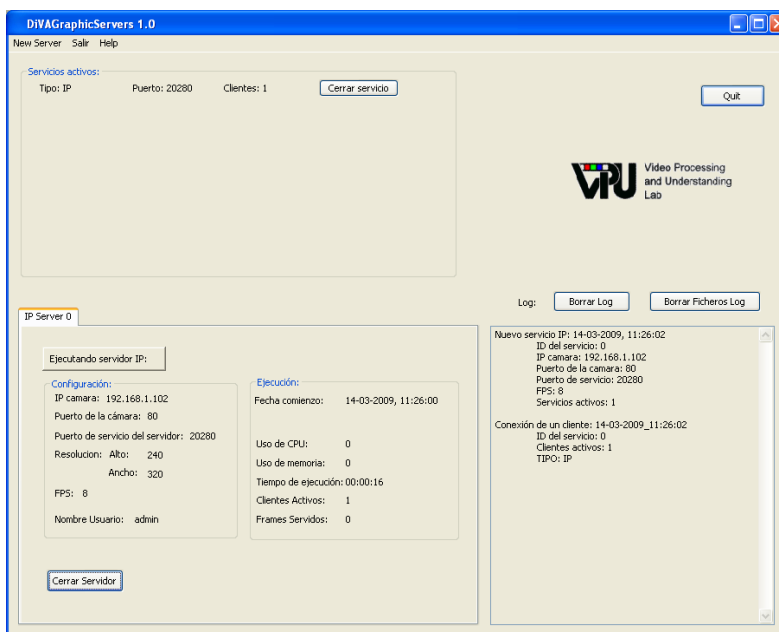 DiVAGraphicServers 1.0
New Server Salir Help
Servicios activos:
Tipo: IP Puerto: 20280 Clientes: 1 Cerrar servicio
Quit
VPU
Video Processing
and Understanding
Lab
Log: Borrar Log Borrar Ficheros Log
IP Server 0
Ejecutando servidor IP:
Configuración:
IP camara: 192.168.1.102
Puerto de la cámara: 80
Puerto de servicio del servidor: 20280
Resolucion: Alto: 240
Ancho: 320
FPS: 8
Nombre Usuario: admin
Cerrar Servidor
Ejecución:
Fecha comienzo: 14-03-2009, 11:26:00
Uso de CPU: 0
Uso de memoria: 0
Tiempo de ejecución: 00:00:16
Clientes Activos: 1
Frames Servidos: 0
Nuevo servicio IP: 14-03-2009, 11:26:02
ID del servicio: 0
IP camara: 192.168.1.102
Puerto de la camara: 80
Puerto de servicio: 20280
FPS: 8
Servicios activos: 1
Conexión de un cliente: 14-03-2009_11:26:02
ID del servicio: 0
Clientes activos: 1
TIPO: IP